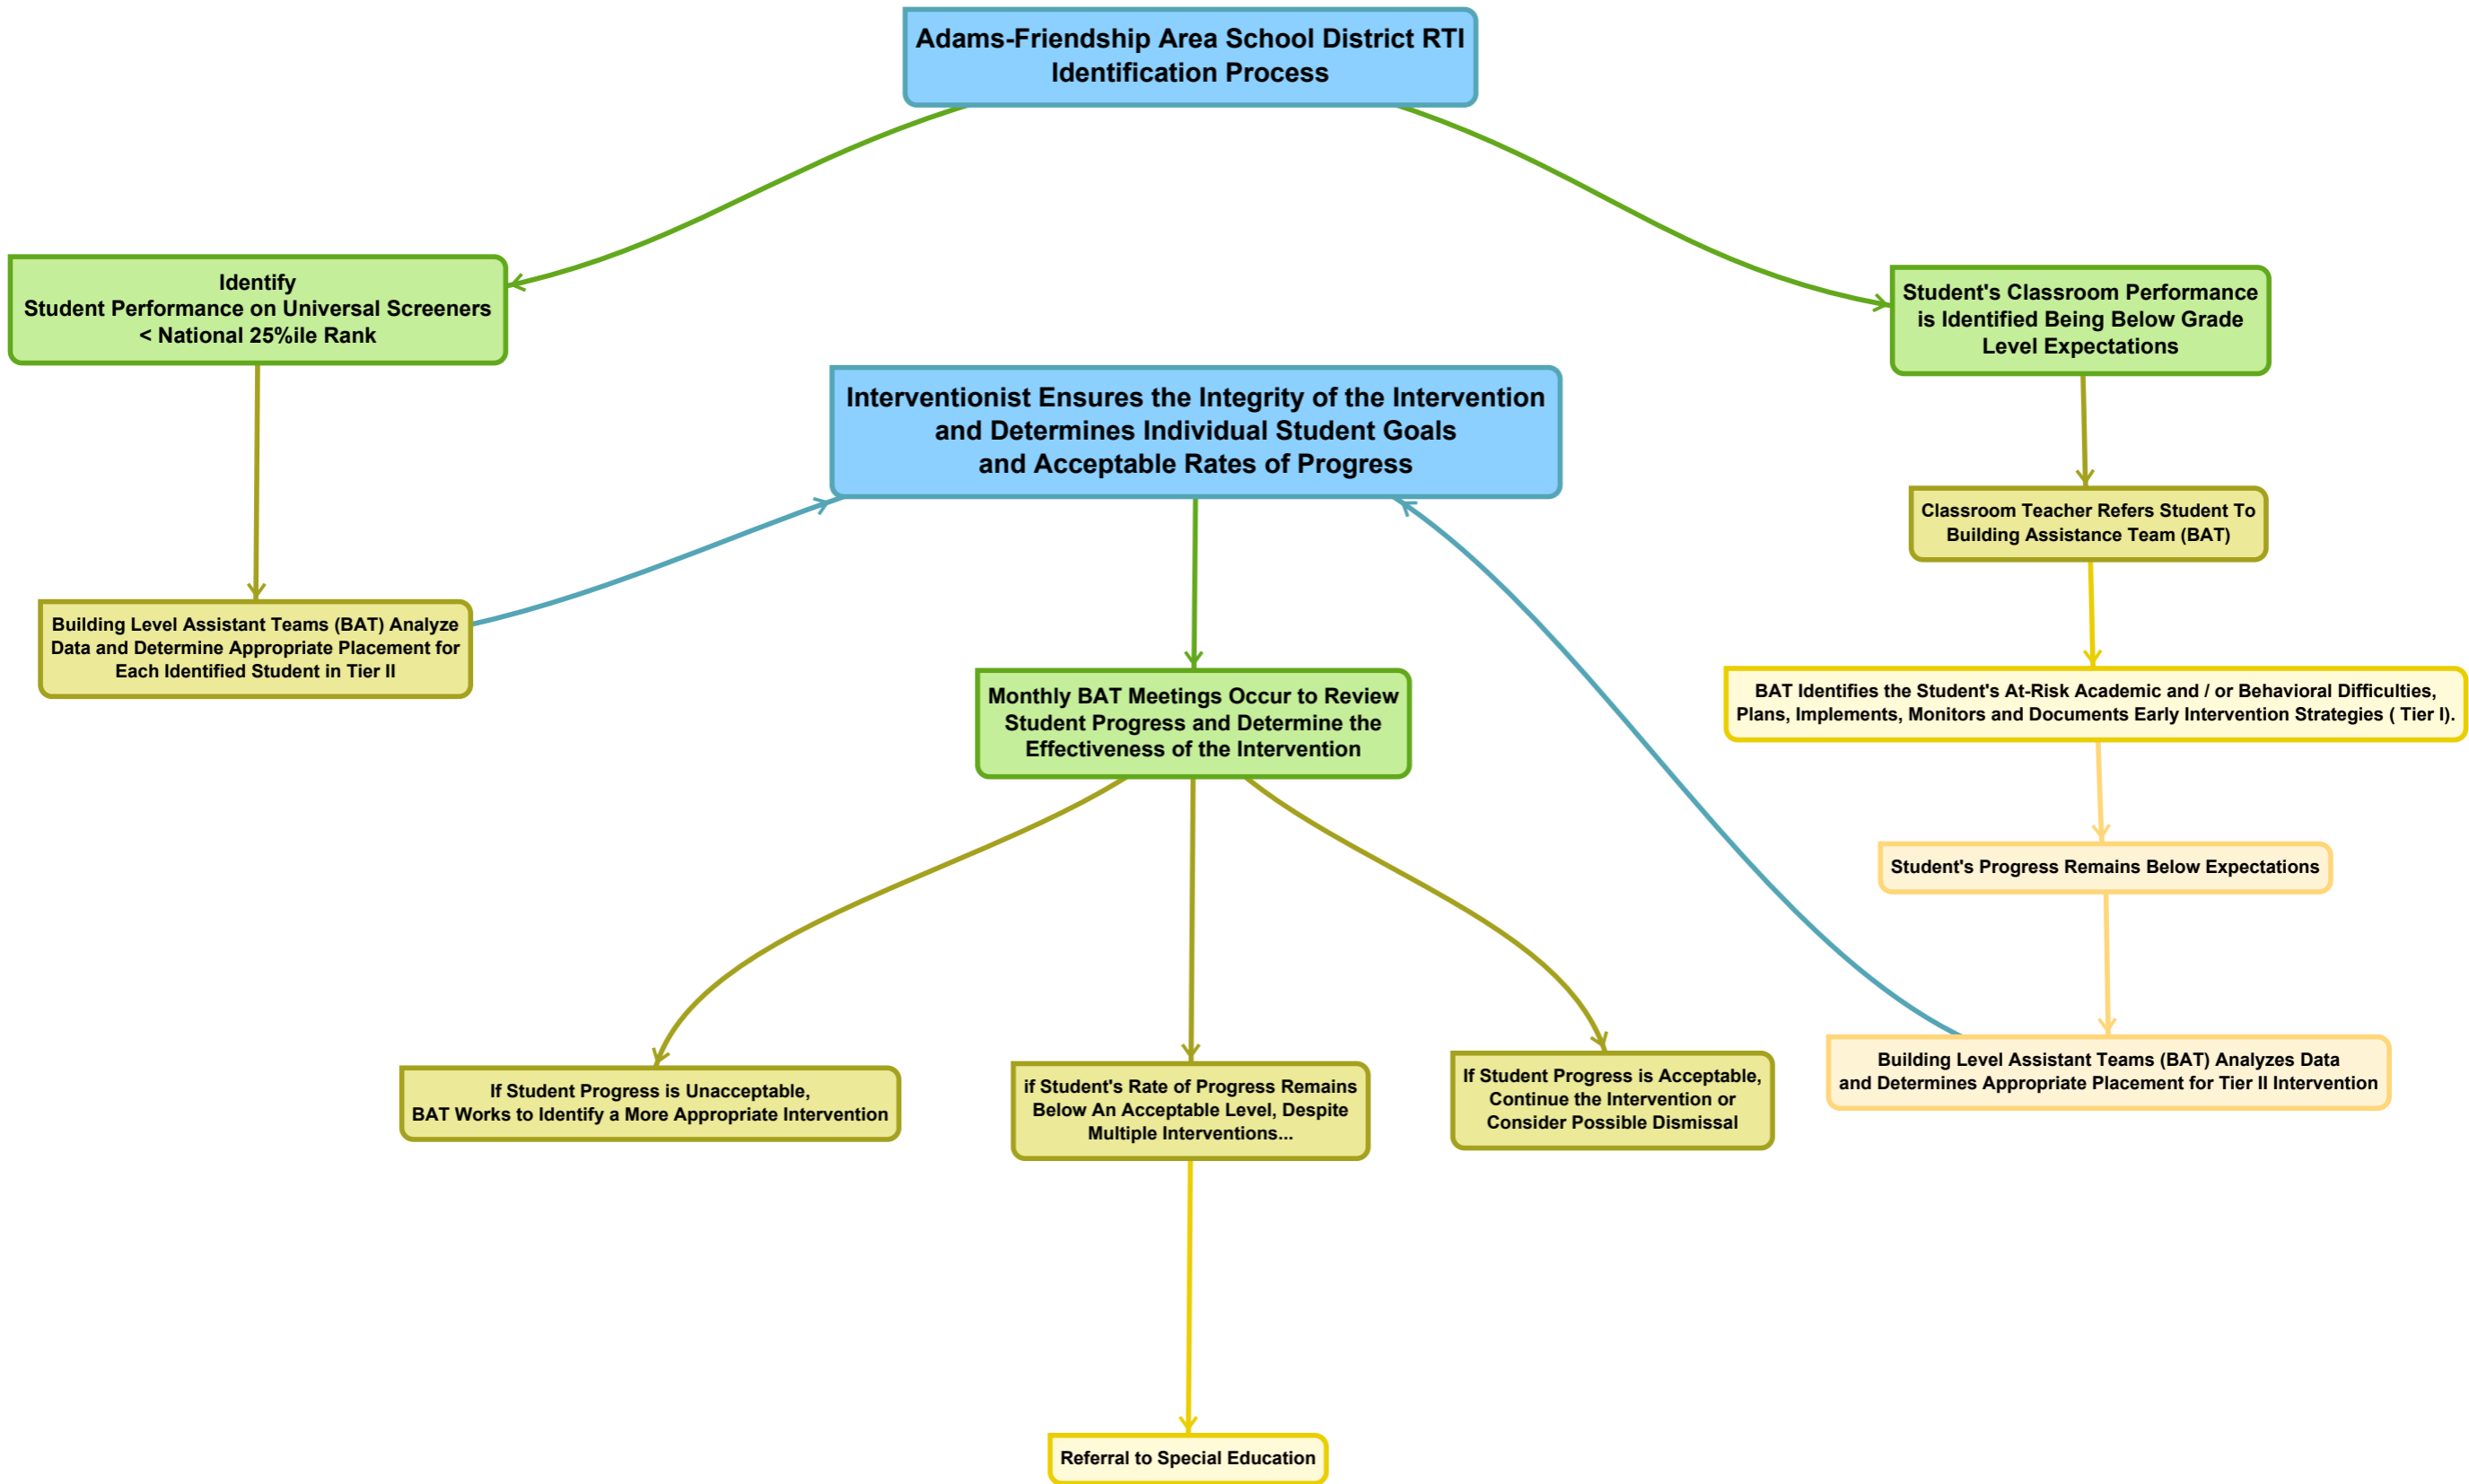 Adams-Friendship Area School District RTI
Identification Process
Identify
Student Performance on Universal Screeners
< National 25%ile Rank
Student's Classroom Performance
is Identified Being Below Grade
Level Expectations
Interventionist Ensures the Integrity of the Intervention
and Determines Individual Student Goals
and Acceptable Rates of Progress
Classroom Teacher Refers Student To
Building Assistance Team (BAT)
Building Level Assistant Teams (BAT) Analyze
Data and Determine Appropriate Placement for
Each Identified Student in Tier II
Monthly BAT Meetings Occur to Review
Student Progress and Determine the
Effectiveness of the Intervention
BAT Identifies the Student's At-Risk Academic and / or Behavioral Difficulties,
Plans, Implements, Monitors and Documents Early Intervention Strategies ( Tier I).
Student's Progress Remains Below Expectations
Building Level Assistant Teams (BAT) Analyzes Data
and Determines Appropriate Placement for Tier II Intervention
If Student Progress is Unacceptable,
BAT Works to Identify a More Appropriate Intervention
if Student's Rate of Progress Remains
Below An Acceptable Level, Despite
Multiple Interventions...
If Student Progress is Acceptable,
Continue the Intervention or
Consider Possible Dismissal
Referral to Special Education